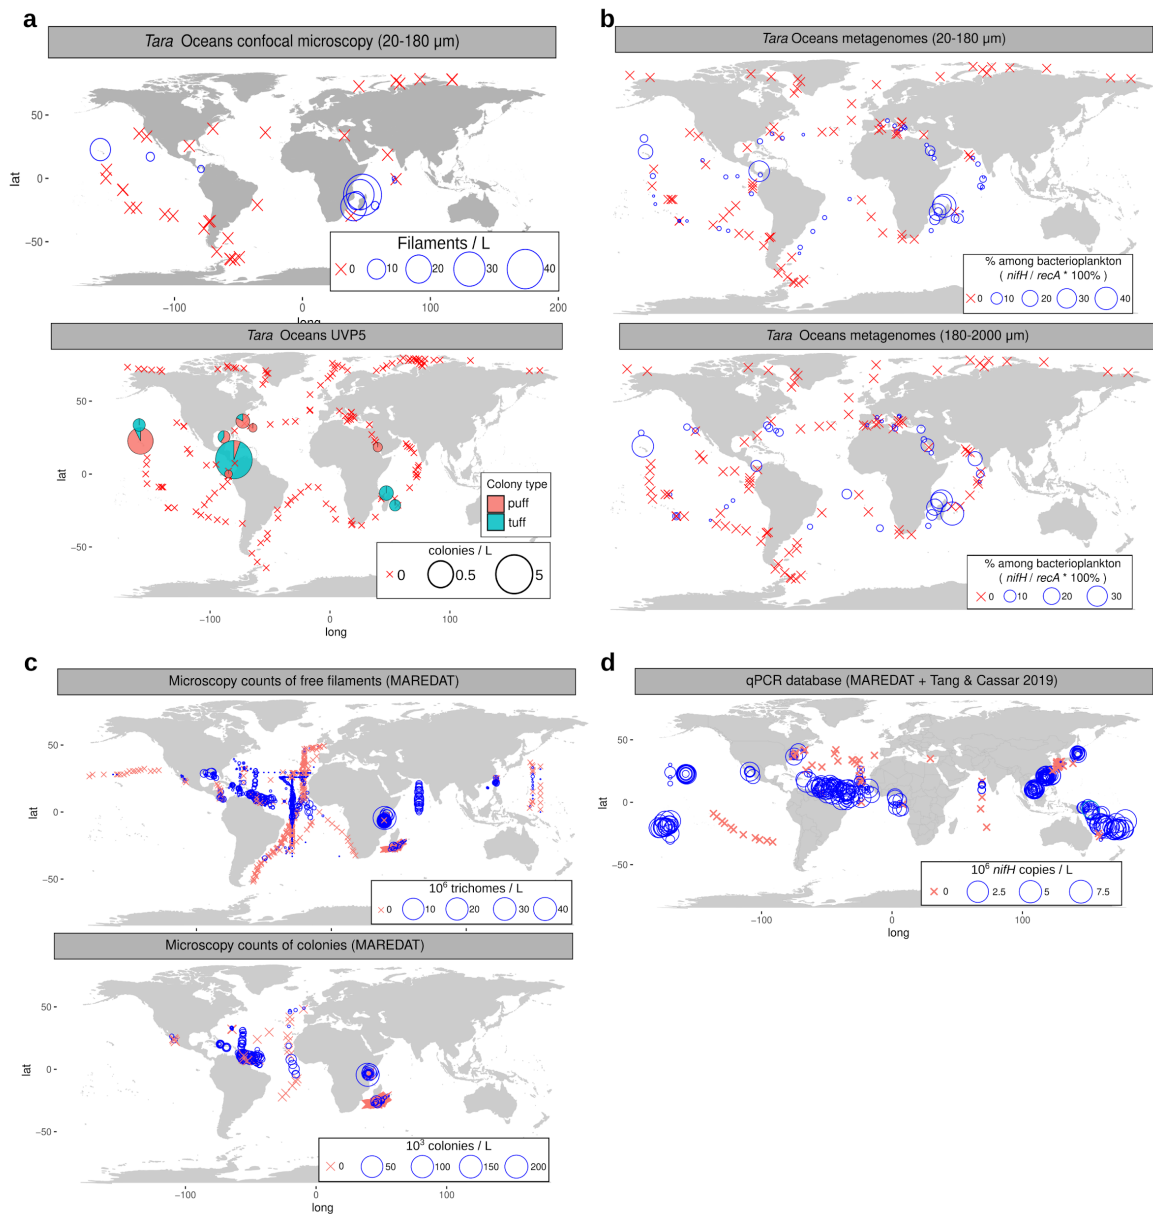 a
Tara Oceans confocal microscopy (20-180 µm)
50
0
−50
lat
Filaments / L
0
10
20
30
40
−100
0
100
200
long
Tara Oceans UVP5
50
0
−50
lat
Colony type
puff
tuff
colonies / L
0
0.5
5
−100
0
100
long
b
Tara Oceans metagenomes (20-180 µm)
% among bacterioplankton
( nifH / recA * 100% )
0
10
20
30
40
Tara Oceans metagenomes (180-2000 µm)
% among bacterioplankton
( nifH / recA * 100% )
0
10
20
30
c
Microscopy counts of free filaments (MAREDAT)
50
0
−50
lat
10⁶ trichomes / L
0
10
20
30
40
Microscopy counts of colonies (MAREDAT)
50
0
−50
lat
10³ colonies / L
0
50
100
150
200
−100
0
100
long
d
qPCR database (MAREDAT + Tang & Cassar 2019)
50
0
−50
lat
10⁶ nifH copies / L
0
2.5
5
7.5
−100
0
100
long